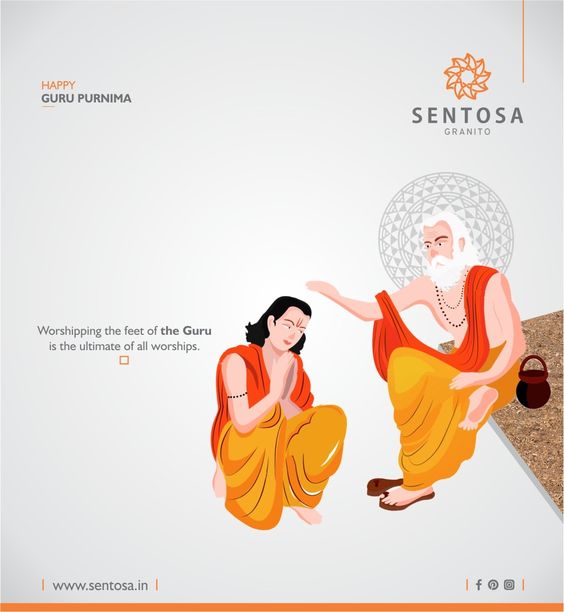 HAPPY
GURU PURNIMA
SENTOSA
GRANITO
Worshipping the feet of the Guru
is the ultimate of all worships.
www.sentosa.in